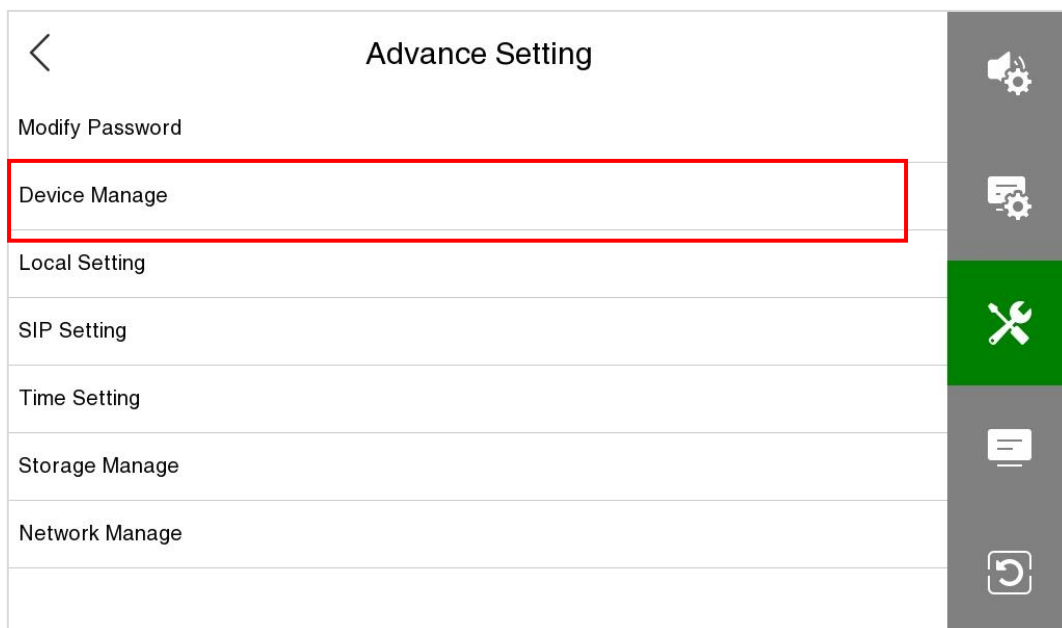 Advance Setting
Modify Password
Device Manage
Local Setting
SIP Setting
Time Setting
Storage Manage
Network Manage